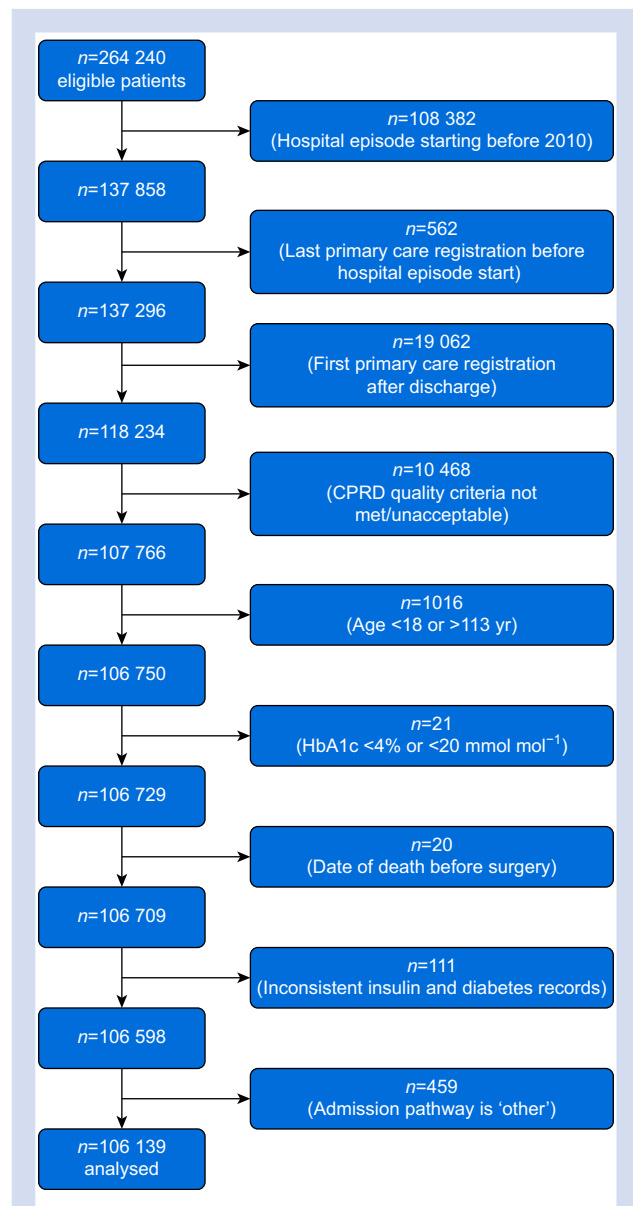 n=264 240
eligible patients
n=108 382
(Hospital episode starting before 2010)
n=137 858
n=562
(Last primary care registration before
hospital episode start)
n=137 296
n=19 062
(First primary care registration
after discharge)
n=118 234
n=10 468
(CPRD quality criteria not
met/unacceptable)
n=107 766
n=1016
(Age <18 or >113 yr)
n=106 750
n=21
(HbA1c <4% or <20 mmol mol⁻¹)
n=106 729
n=20
(Date of death before surgery)
n=106 709
n=111
(Inconsistent insulin and diabetes records)
n=106 598
n=459
(Admission pathway is ‘other’)
n=106 139
analysed